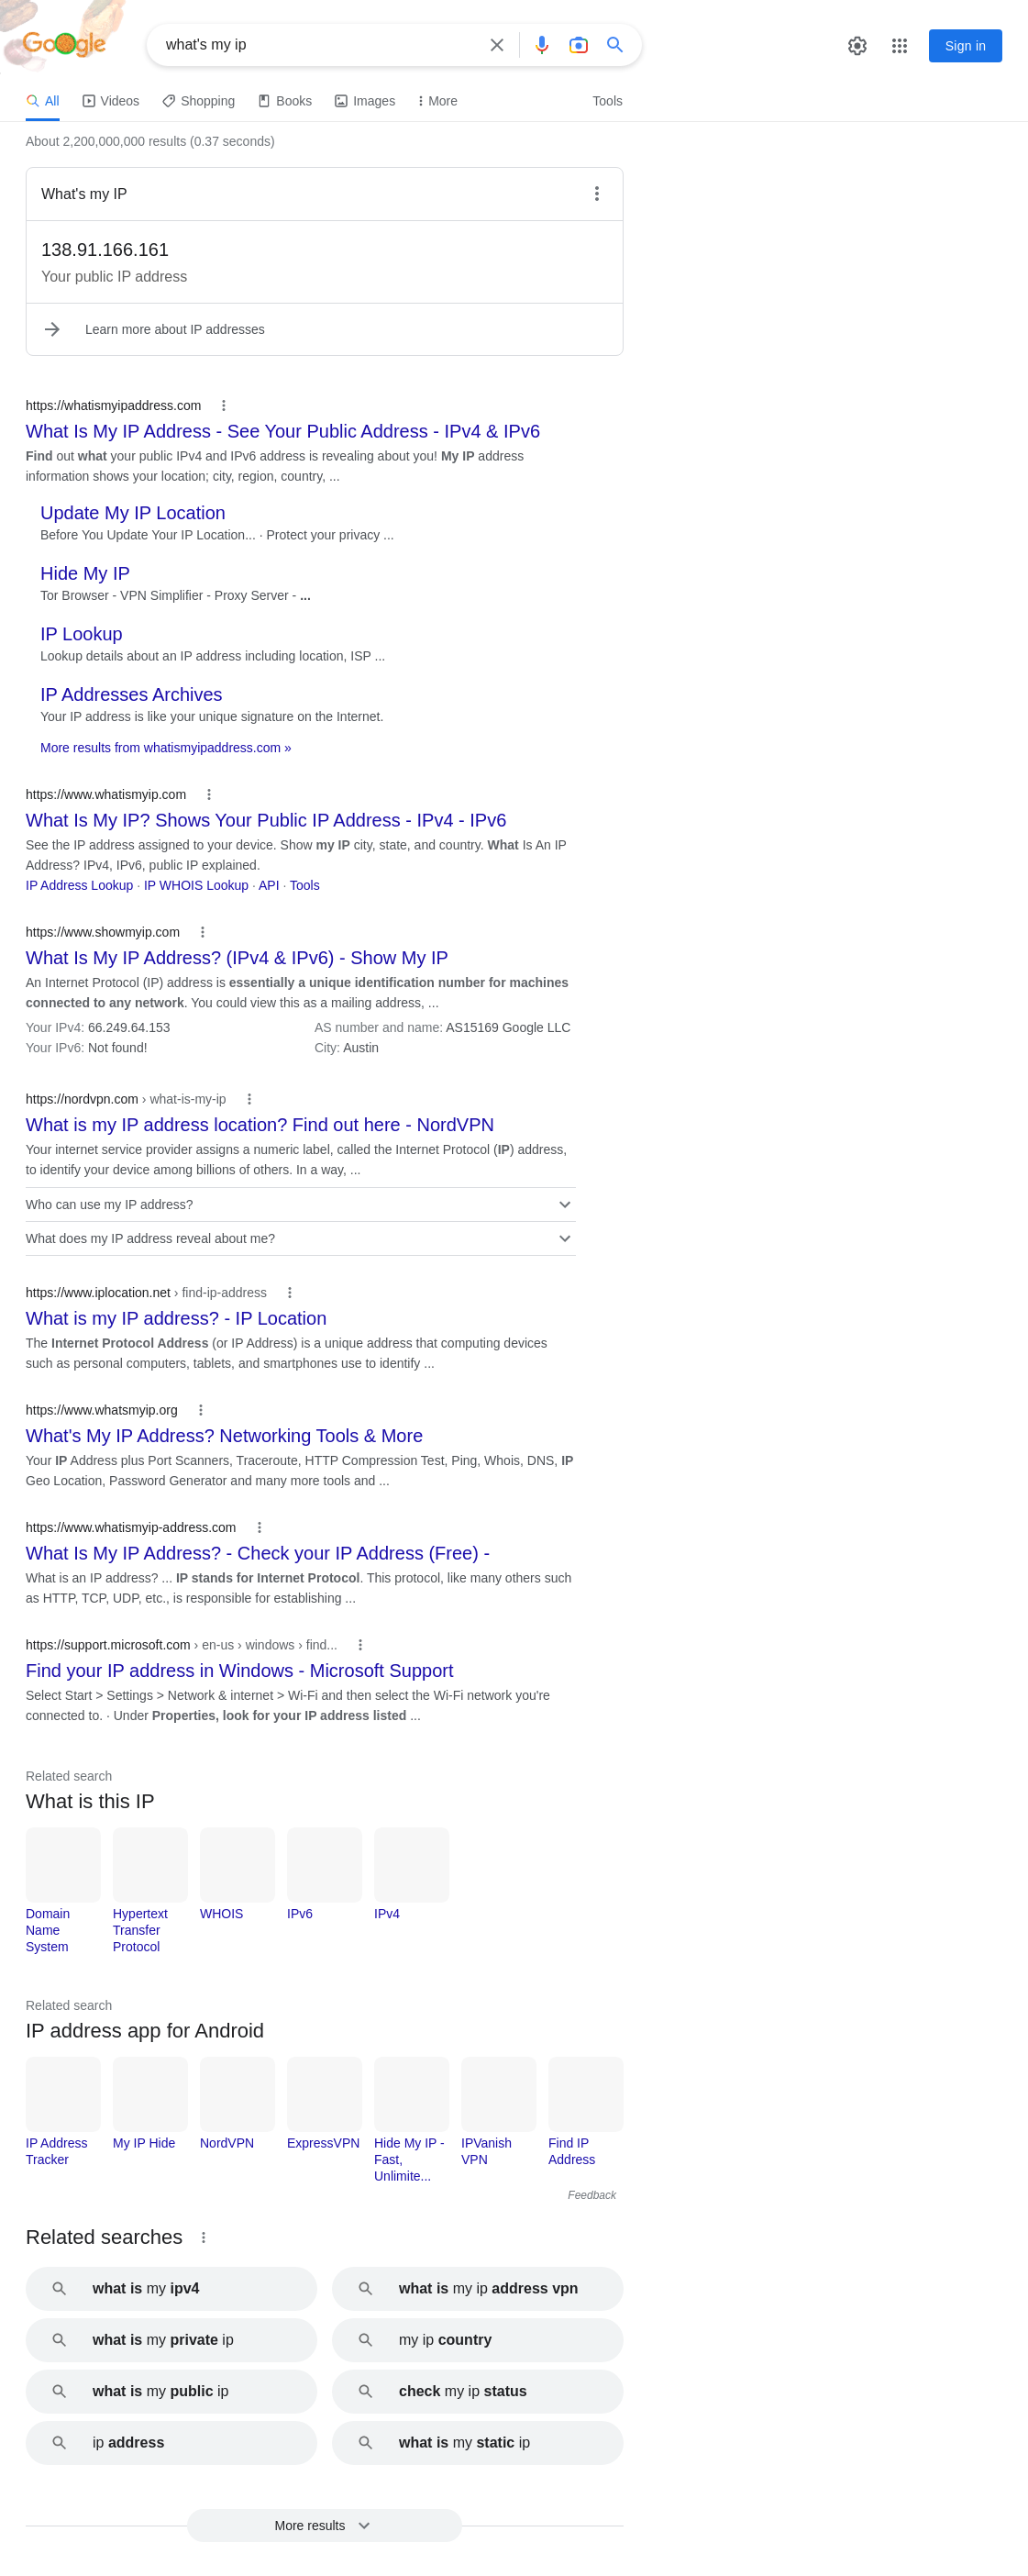 Google
what's my ip
Sign in
All Videos Shopping Books Images More Tools
About 2,200,000,000 results (0.37 seconds)
What's my IP
138.91.166.161
Your public IP address
Learn more about IP addresses
https://whatismyipaddress.com
What Is My IP Address - See Your Public Address - IPv4 & IPv6
Find out what your public IPv4 and IPv6 address is revealing about you! My IP address
information shows your location; city, region, country, ...
Update My IP Location
Before You Update Your IP Location... · Protect your privacy ...
Hide My IP
Tor Browser - VPN Simplifier - Proxy Server - ...
IP Lookup
Lookup details about an IP address including location, ISP ...
IP Addresses Archives
Your IP address is like your unique signature on the Internet.
More results from whatismyipaddress.com »
https://www.whatismyip.com
What Is My IP? Shows Your Public IP Address - IPv4 - IPv6
See the IP address assigned to your device. Show my IP city, state, and country. What Is An IP
Address? IPv4, IPv6, public IP explained.
IP Address Lookup · IP WHOIS Lookup · API · Tools
https://www.showmyip.com
What Is My IP Address? (IPv4 & IPv6) - Show My IP
An Internet Protocol (IP) address is essentially a unique identification number for machines
connected to any network. You could view this as a mailing address, ...
Your IPv4: 66.249.64.153 AS number and name: AS15169 Google LLC
Your IPv6: Not found! City: Austin
https://nordvpn.com › what-is-my-ip
What is my IP address location? Find out here - NordVPN
Your internet service provider assigns a numeric label, called the Internet Protocol (IP) address,
to identify your device among billions of others. In a way, ...
Who can use my IP address?
What does my IP address reveal about me?
https://www.iplocation.net › find-ip-address
What is my IP address? - IP Location
The Internet Protocol Address (or IP Address) is a unique address that computing devices
such as personal computers, tablets, and smartphones use to identify ...
https://www.whatsmyip.org
What's My IP Address? Networking Tools & More
Your IP Address plus Port Scanners, Traceroute, HTTP Compression Test, Ping, Whois, DNS, IP
Geo Location, Password Generator and many more tools and ...
https://www.whatismyip-address.com
What Is My IP Address? - Check your IP Address (Free) -
What is an IP address? ... IP stands for Internet Protocol. This protocol, like many others such
as HTTP, TCP, UDP, etc., is responsible for establishing ...
https://support.microsoft.com › en-us › windows › find...
Find your IP address in Windows - Microsoft Support
Select Start > Settings > Network & internet > Wi-Fi and then select the Wi-Fi network you're
connected to. · Under Properties, look for your IP address listed ...
Related search
What is this IP
Domain Name System
Hypertext Transfer Protocol
WHOIS
IPv6
IPv4
Related search
IP address app for Android
IP Address Tracker
My IP Hide
NordVPN
ExpressVPN
Hide My IP - Fast, Unlimite...
IPVanish VPN
Find IP Address
Feedback
Related searches
what is my ipv4
what is my ip address vpn
what is my private ip
my ip country
what is my public ip
check my ip status
ip address
what is my static ip
More results